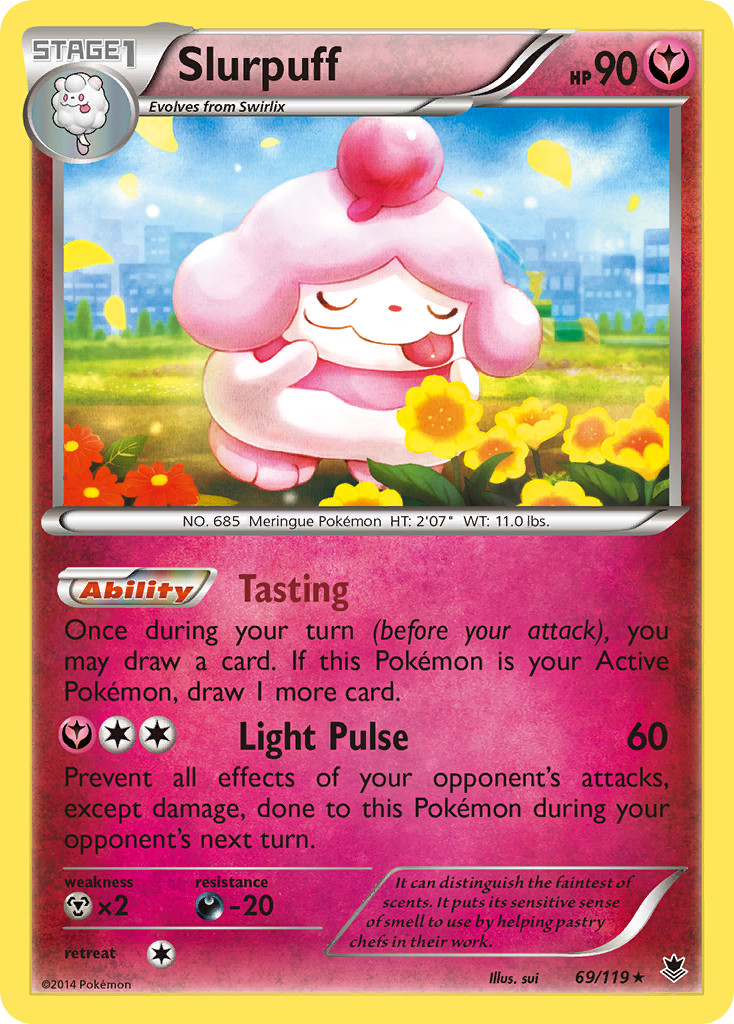 STAGE1
Slurpuff
HP 90
Evolves from Swirlix
NO. 685 Meringue Pokémon HT: 2'07" WT: 11.0 lbs.
Ability Tasting
Once during your turn (before your attack), you
may draw a card. If this Pokémon is your Active
Pokémon, draw 1 more card.
Light Pulse 60
Prevent all effects of your opponent's attacks,
except damage, done to this Pokémon during your
opponent's next turn.
weakness
×2
resistance
-20
retreat
It can distinguish the faintest of
scents. It puts its sensitive sense
of smell to use by helping pastry
chefs in their work.
©2014 Pokémon
Illus. sui
69/119 ★